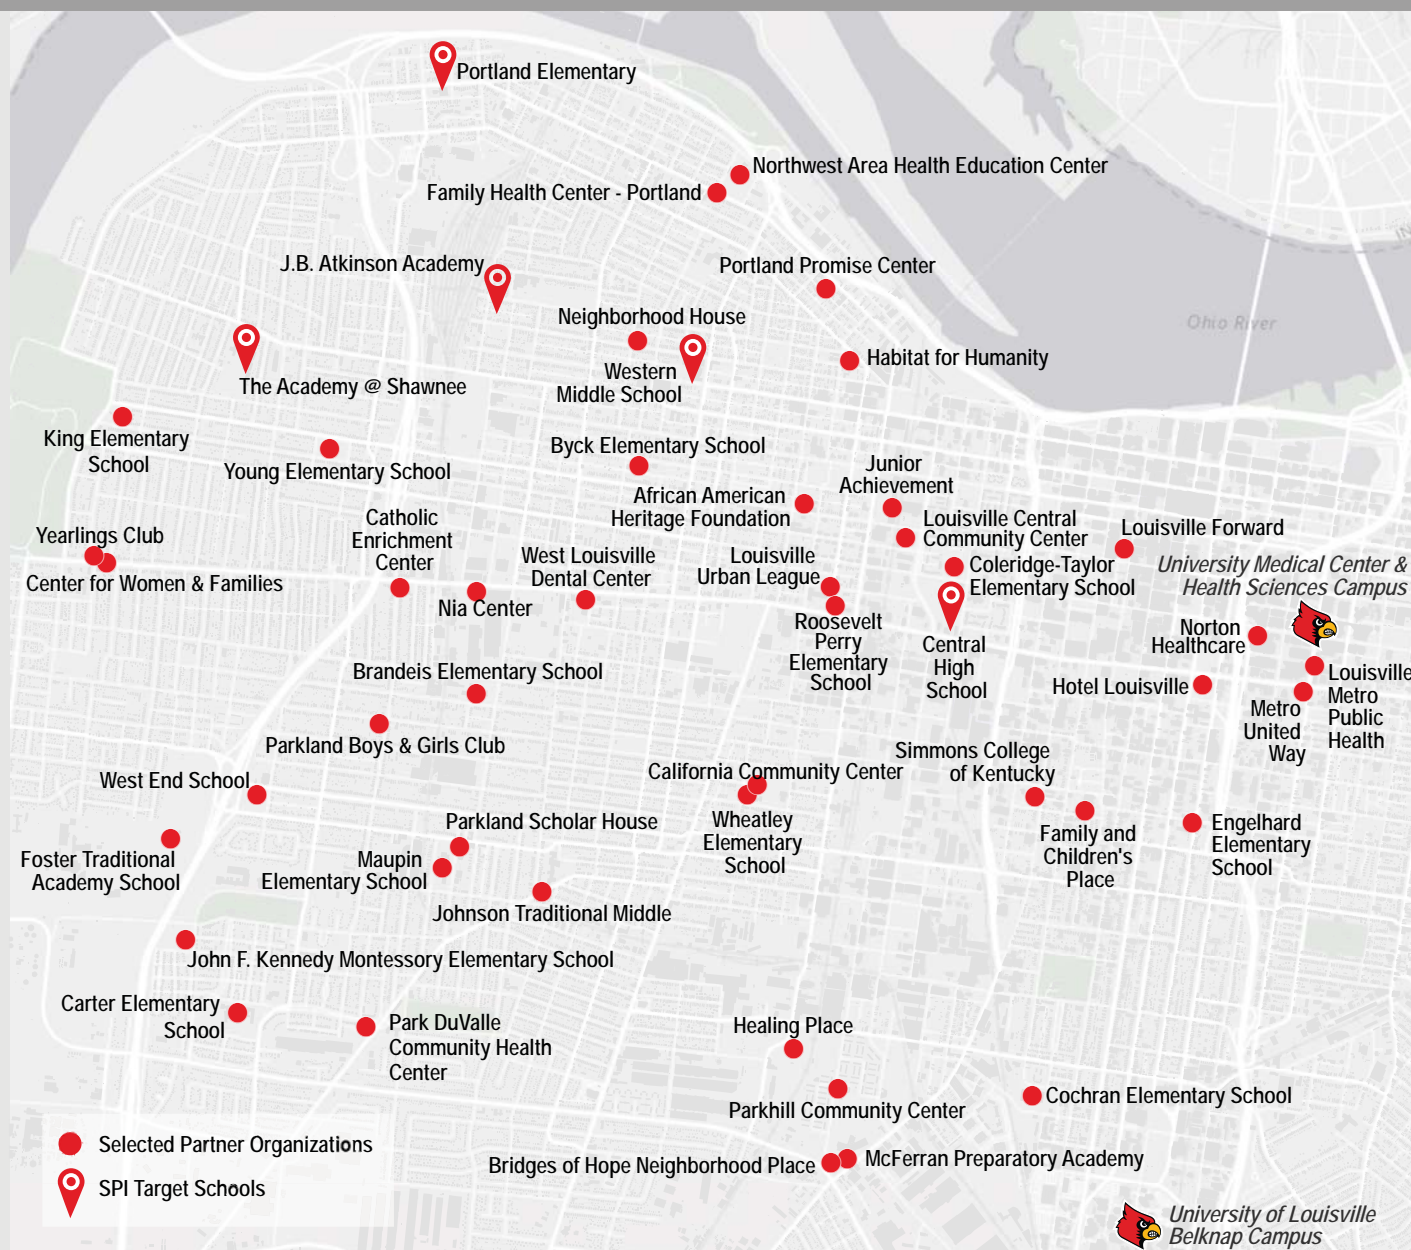 Portland Elementary
Northwest Area Health Education Center
Family Health Center - Portland
J.B. Atkinson Academy
Portland Promise Center
Neighborhood House
Ohio River
Habitat for Humanity
Western
Middle School
The Academy @ Shawnee
King Elementary
School
Young Elementary School
Byck Elementary School
Junior
Achievement
African American
Heritage Foundation
Louisville Central
Community Center
Louisville Forward
Yearlings Club
Center for Women & Families
Catholic
Enrichment
Center
Nia Center
West Louisville
Dental Center
Louisville
Urban League
Coleridge-Taylor
Elementary School
University Medical Center &
Health Sciences Campus
Roosevelt
Perry
Elementary
School
Central
High
School
Norton
Healthcare
Hotel Louisville
Louisville
Metro
Public
Health
Metro
United
Way
Brandeis Elementary School
Parkland Boys & Girls Club
West End School
California Community Center
Wheatley
Elementary
School
Simmons College
of Kentucky
Family and
Children's
Place
Engelhard
Elementary
School
Parkland Scholar House
Foster Traditional
Academy School
Maupin
Elementary School
Johnson Traditional Middle
John F. Kennedy Montessory Elementary School
Carter Elementary
School
Park DuValle
Community Health
Center
Healing Place
Parkhill Community Center
Cochran Elementary School
Bridges of Hope Neighborhood Place
McFerran Preparatory Academy
Selected Partner Organizations
SPI Target Schools
University of Louisville
Belknap Campus